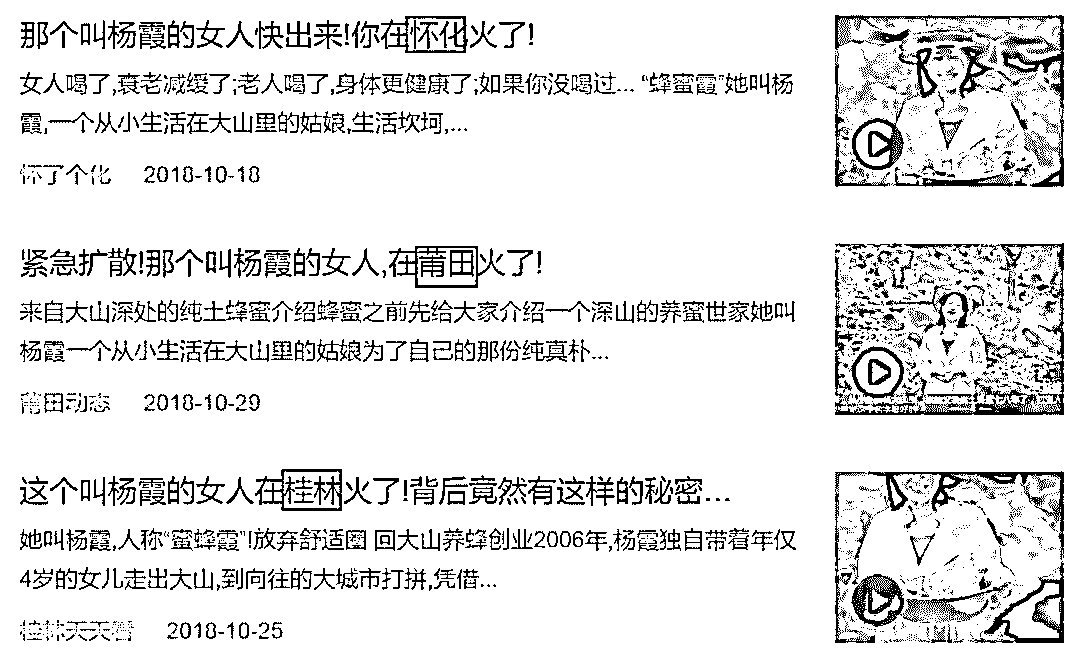 那个叫杨霞的女人快出来!你在怀化火了!
女人喝了,衰老减缓了;老人喝了,身体更健康了;如果你没喝过... “蜂蜜霞”她叫杨
霞,一个从小生活在大山里的姑娘,生活坎坷,...
怀了个化 2018-10-18
紧急扩散!那个叫杨霞的女人,在莆田火了!
来自大山深处的纯土蜂蜜介绍蜂蜜之前先给大家介绍一个深山的养蜜世家她叫
杨霞一个从小生活在大山里的姑娘为了自己的那份纯真朴...
莆田动态 2018-10-29
这个叫杨霞的女人在桂林火了!背后竟然有这样的秘密...
她叫杨霞,人称“蜜蜂霞”!放弃舒适圈 回大山养蜂创业2006年,杨霞独自带着年仅
4岁的女儿走出大山,到向往的大城市打拼,凭借...
桂林天天看 2018-10-25